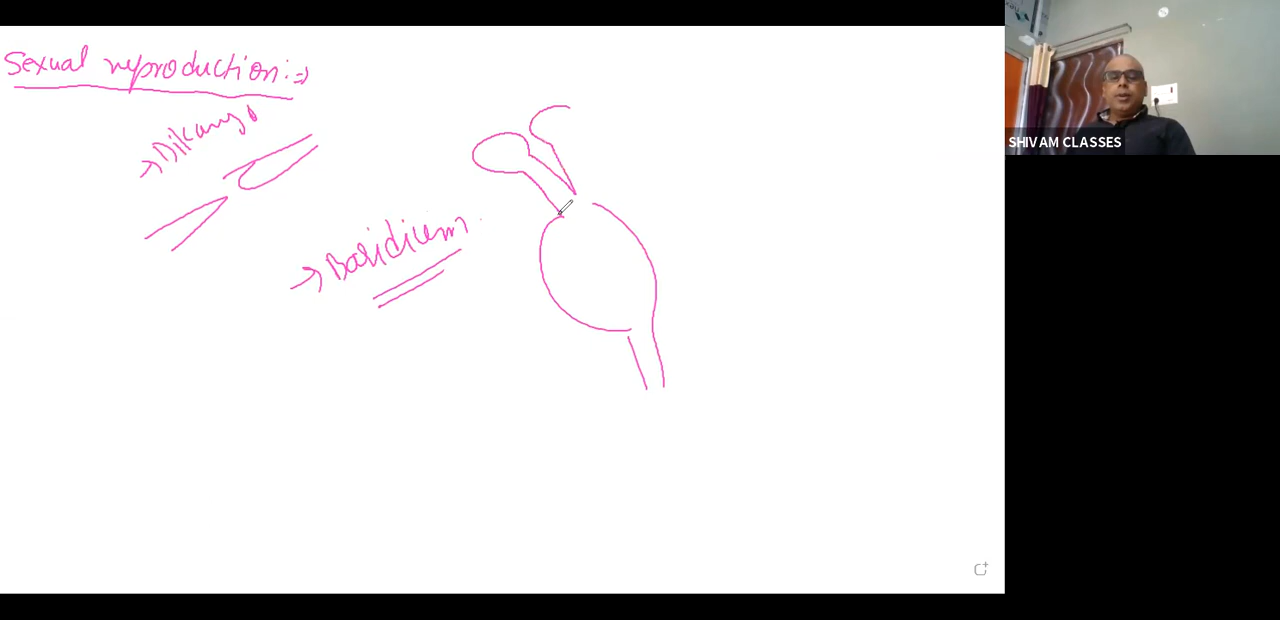 Sexual reproduction :⇒
→ Dikaryo
→ Basidium
SHIVAM CLASSES